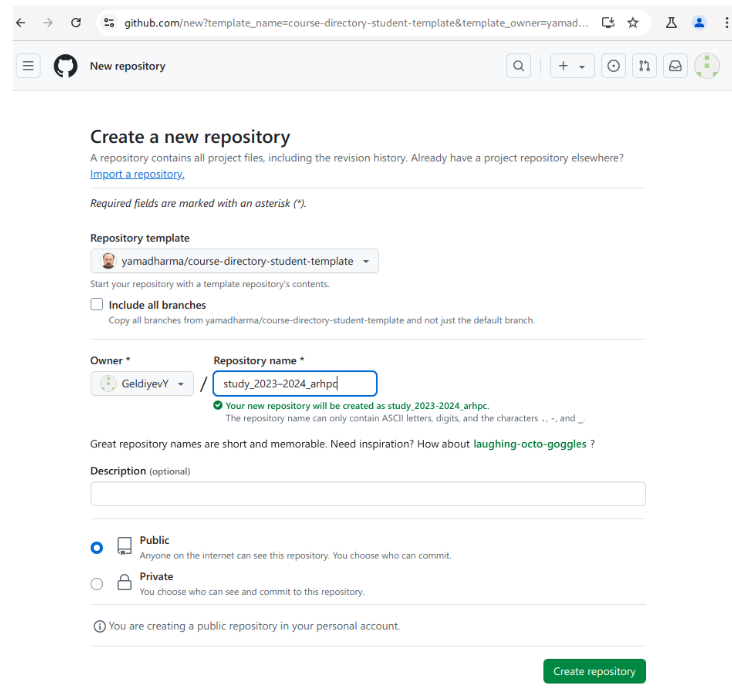 github.com/new?template_name=course-directory-student-template&template_owner=yamad...
New repository
Create a new repository
A repository contains all project files, including the revision history. Already have a project repository elsewhere?
Import a repository.
Required fields are marked with an asterisk (*).
Repository template
yamadharma/course-directory-student-template
Start your repository with a template repository's contents.
Include all branches
Copy all branches from yamadharma/course-directory-student-template and not just the default branch.
Owner * Repository name *
GeldiyevY / study_2023–2024_arhpc
Your new repository will be created as study_2023-2024_arhpc.
The repository name can only contain ASCII letters, digits, and the characters ., -, and _.
Great repository names are short and memorable. Need inspiration? How about laughing-octo-goggles ?
Description (optional)
Public
Anyone on the internet can see this repository. You choose who can commit.
Private
You choose who can see and commit to this repository.
You are creating a public repository in your personal account.
Create repository